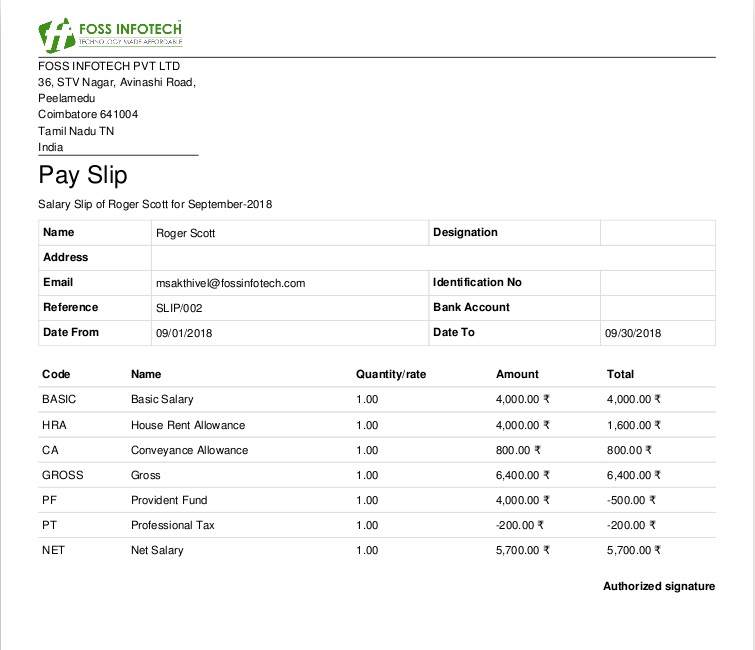 FOSS INFOTECH
TECHNOLOGY MADE AFFORDABLE
FOSS INFOTECH PVT LTD
36, STV Nagar, Avinashi Road,
Peelamedu
Coimbatore 641004
Tamil Nadu TN
India
Pay Slip
Salary Slip of Roger Scott for September-2018
Name Roger Scott Designation
Address
Email msakthivel@fossinfotech.com Identification No
Reference SLIP/002 Bank Account
Date From 09/01/2018 Date To 09/30/2018
Code Name Quantity/rate Amount Total
BASIC Basic Salary 1.00 4,000.00 ₹ 4,000.00 ₹
HRA House Rent Allowance 1.00 4,000.00 ₹ 1,600.00 ₹
CA Conveyance Allowance 1.00 800.00 ₹ 800.00 ₹
GROSS Gross 1.00 6,400.00 ₹ 6,400.00 ₹
PF Provident Fund 1.00 4,000.00 ₹ -500.00 ₹
PT Professional Tax 1.00 -200.00 ₹ -200.00 ₹
NET Net Salary 1.00 5,700.00 ₹ 5,700.00 ₹
Authorized signature